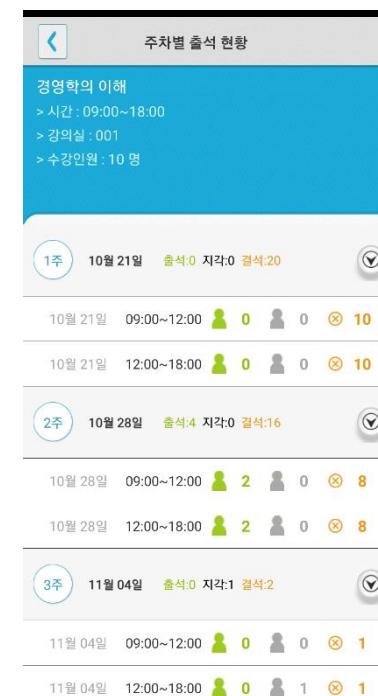 주차별 출석 현황
경영학의 이해
> 시간 : 09:00~18:00
> 강의실 : 001
> 수강인원 : 10 명
1주 10월 21일 출석:0 지각:0 결석:20
10월 21일 09:00~12:00 0 0 10
10월 21일 12:00~18:00 0 0 10
2주 10월 28일 출석:4 지각:0 결석:16
10월 28일 09:00~12:00 2 0 8
10월 28일 12:00~18:00 2 0 8
3주 11월 04일 출석:0 지각:1 결석:2
11월 04일 09:00~12:00 0 0 1
11월 04일 12:00~18:00 0 1 1